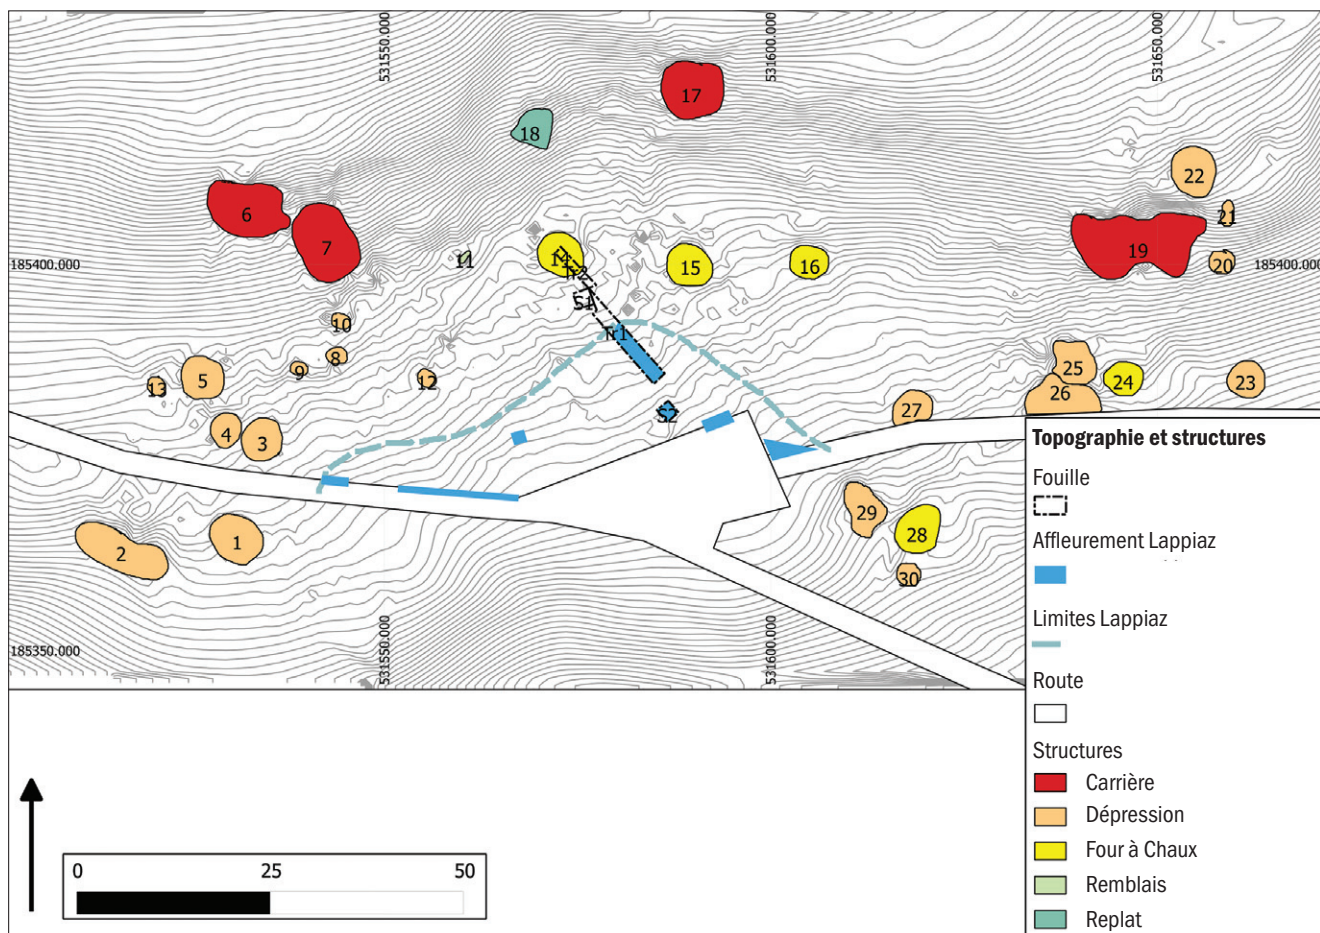 531550.000
531600.000
531650.000
17
18
22
6
21
7
19
11
14
15
16
20
185400.000
185400.000
Tr2
S1
10
Tr1
8
9
5
13
12
25
24
23
26
27
S2
4
3
29
28
1
2
30
531550.000
531600.000
185350.000
Topographie et structures
Fouille
Affleurement Lappiaz
Limites Lappiaz
Route
Structures
Carrière
Dépression
Four à Chaux
Remblais
Replat
0
25
50